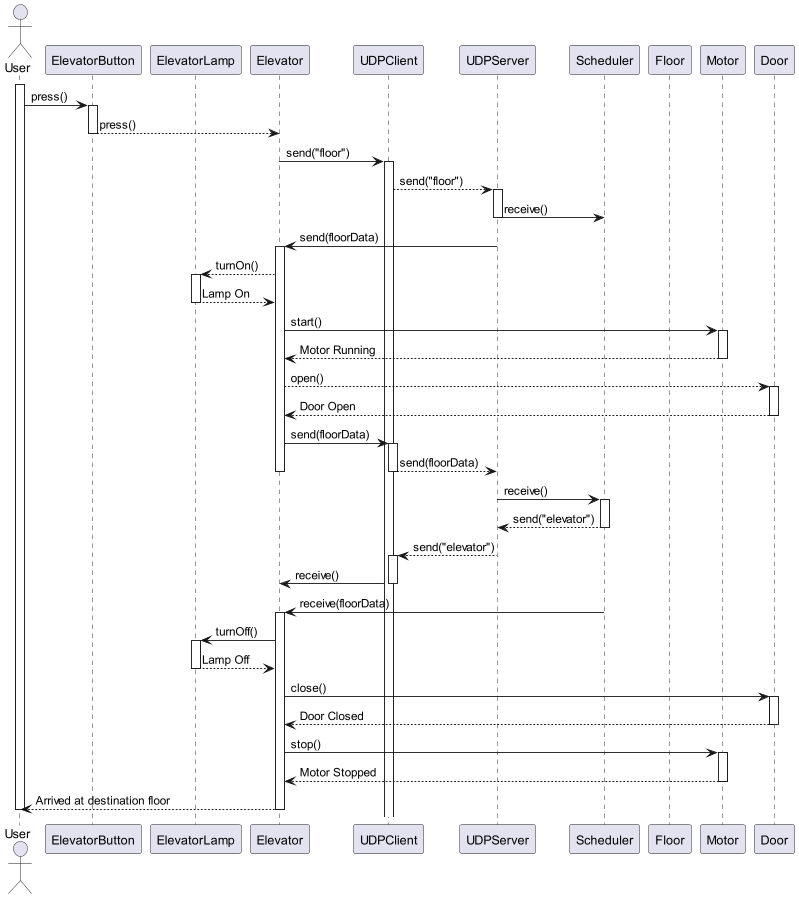 User
ElevatorButton
ElevatorLamp
Elevator
UDPClient
UDPServer
Scheduler
Floor
Motor
Door
press()
press()
send("floor")
send("floor")
receive()
send(floorData)
turnOn()
Lamp On
start()
Motor Running
open()
Door Open
send(floorData)
send(floorData)
receive()
send("elevator")
send("elevator")
receive()
receive(floorData)
turnOff()
Lamp Off
close()
Door Closed
stop()
Motor Stopped
Arrived at destination floor
User
ElevatorButton
ElevatorLamp
Elevator
UDPClient
UDPServer
Scheduler
Floor
Motor
Door